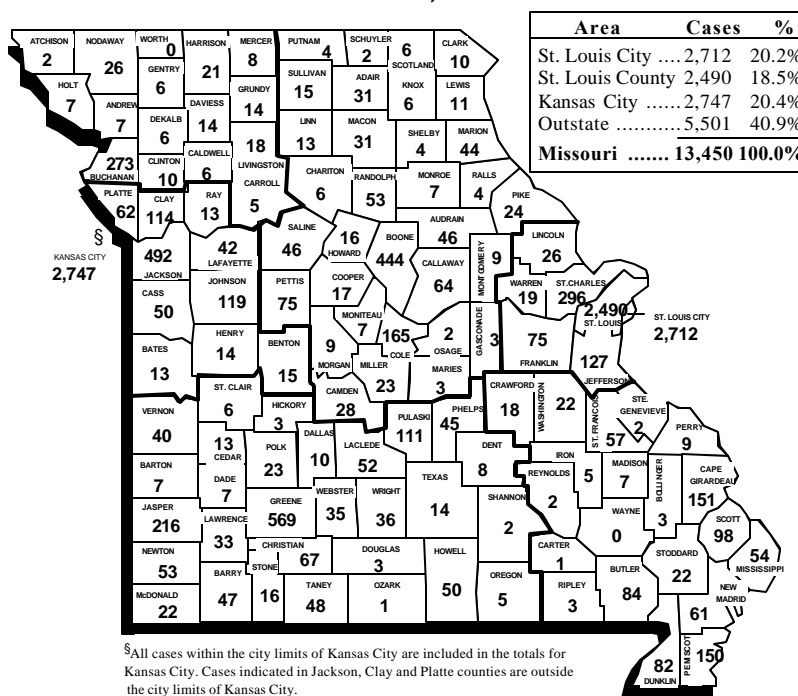 Area Cases % 
St. Louis City .... 2,712 20.2%
St. Louis County 2,490 18.5%
Kansas City ...... 2,747 20.4%
Outstate .......... 5,501 40.9%
Missouri ....... 13,450 100.0%
ATCHISON
2
NODAWAY
26
WORTH
0
HARRISON
21
MERCER
8
PUTNAM
4
SCHUYLER
2
6
SCOTLAND
CLARK
10
HOLT
7
ANDREW
7
GENTRY
6
DEKALB
6
DAVIESS
14
GRUNDY
14
SULLIVAN
15
ADAIR
31
KNOX
6
LEWIS
11
LINN
13
MACON
31
SHELBY
4
MARION
44
273
BUCHANAN
CLINTON
10
CALDWELL
6
18
LIVINGSTON
CARROLL
5
CHARITON
6
RANDOLPH
53
MONROE
7
RALLS
4
PIKE
24
PLATTE
62
CLAY
114
RAY
13
§
KANSAS CITY
2,747
492
JACKSON
42
LAFAYETTE
SALINE
46
16
HOWARD
BOONE
444
AUDRAIN
46
CALLAWAY
64
MONTGOMERY
9
LINCOLN
26
WARREN
19
ST.CHARLES
296
2,490
ST. LOUIS
ST. LOUIS CITY
2,712
CASS
50
JOHNSON
119
PETTIS
75
COOPER
17
MONITEAU
7
165
COLE
2
OSAGE
GASCONADE
3
75
FRANKLIN
127
JEFFERSON
BATES
13
HENRY
14
BENTON
15
9
MORGAN
MILLER
23
MARIES
3
CAMDEN
28
VERNON
40
ST. CLAIR
6
HICKORY
3
PULASKI
111
PHELPS
45
CRAWFORD
18
WASHINGTON
22
ST. FRANCOIS
57
STE.
GENEVIEVE
2
PERRY
9
BARTON
7
13
CEDAR
POLK
23
DALLAS
10
LACLEDE
52
DENT
8
IRON
5
REYNOLDS
2
MADISON
7
BOLLINGER
3
CAPE
GIRARDEAU
151
DADE
7
JASPER
216
LAWRENCE
33
GREENE
569
WEBSTER
35
WRIGHT
36
TEXAS
14
SHANNON
2
WAYNE
0
SCOTT
98
54
MISSISSIPPI
STODDARD
22
NEWTON
53
BARRY
47
CHRISTIAN
67
STONE
16
DOUGLAS
3
HOWELL
50
CARTER
1
BUTLER
84
NEW
MADRID
61
McDONALD
22
TANEY
48
OZARK
1
OREGON
5
RIPLEY
3
82
DUNKLIN
PEMISCOT
150
§All cases within the city limits of Kansas City are included in the totals for
Kansas City. Cases indicated in Jackson, Clay and Platte counties are outside
the city limits of Kansas City.